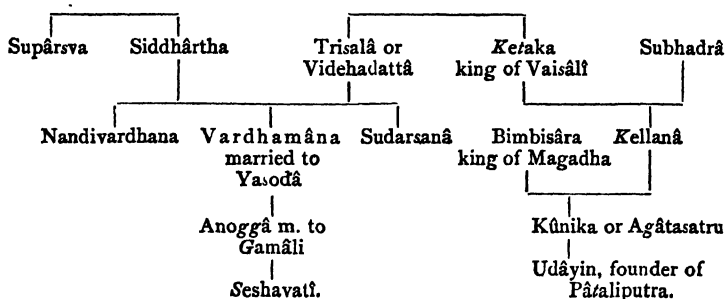 Supârsva Siddhârtha Trisalâ or Ketaka Subhadrâ
Videhadattâ king of Vaisâlî
Nandivardhana Vardhamâna Sudarsanâ Bimbisâra Kellanâ
married to king of Magadha
Yasodâ
Anoggâ m. to Kûnika or Agâtasatru
Gamâli
Udâyin, founder of
Seshavatî. Pâtaliputra.